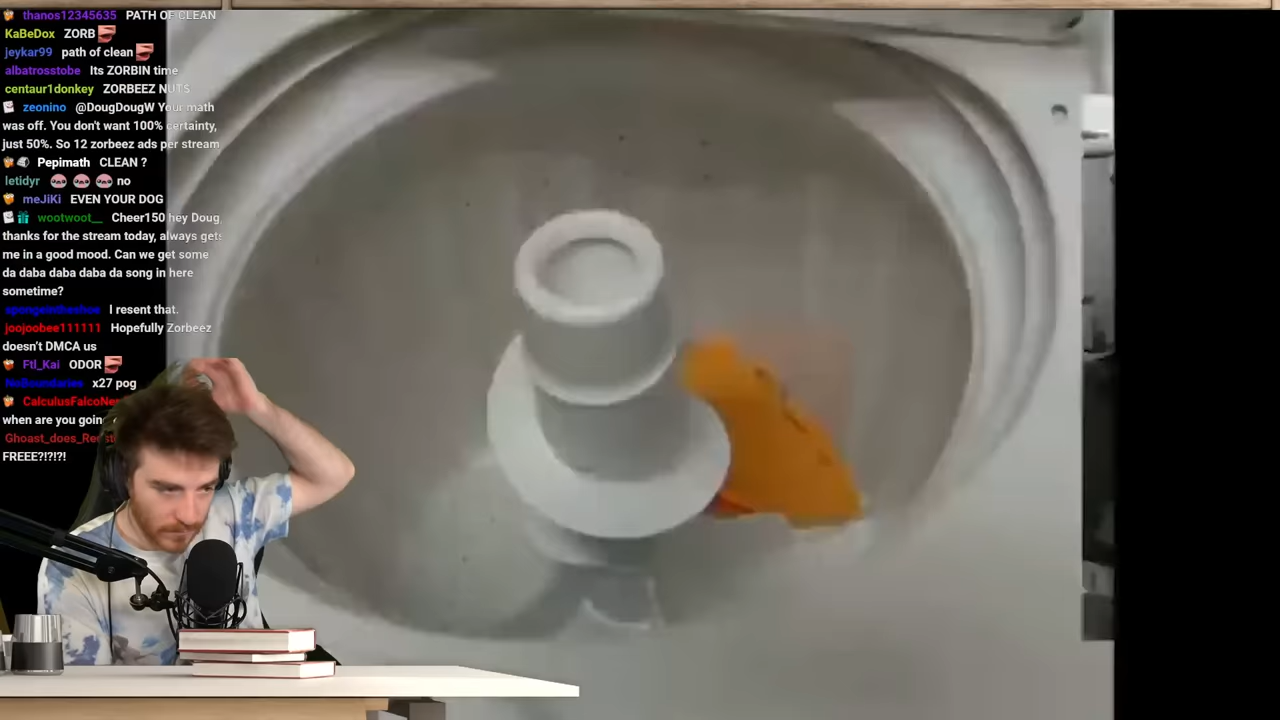 thanos12345635 PATH OF CLEAN
KaBeDox ZORB
jeykar99 path of clean
albatrosstobe Its ZORBIN time
centaur1donkey ZORBEEZ NUTS
zeonino @DougDougW Your math
was off. You don't want 100% certainty,
just 50%. So 12 zorbeez ads per stream
Pepimath CLEAN ?
letidyr no
meJiKi EVEN YOUR DOG
wootwoot__ Cheer150 hey Doug
thanks for the stream today, always gets
me in a good mood. Can we get some
da daba daba daba da song in here
sometime?
spongeintheshoe I resent that.
joojoobee111111 Hopefully Zorbeez
doesn't DMCA us
Ftl_Kai ODOR
NoBoundaries x27 pog
when are you going
FREEE?!?!?!